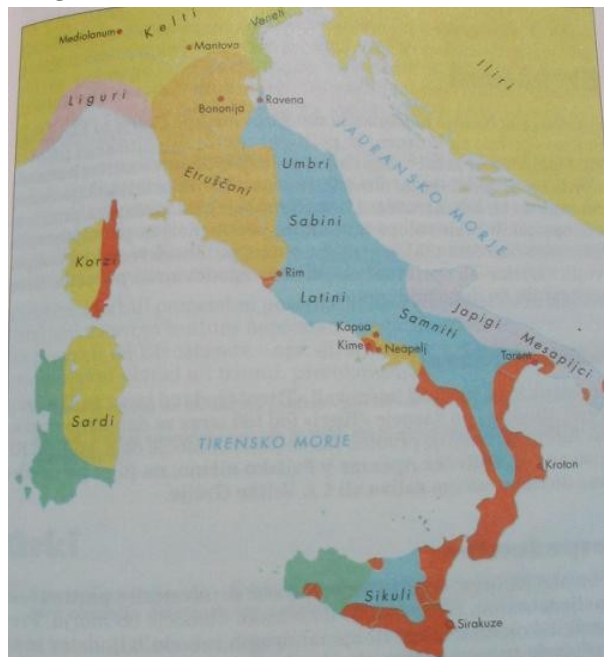 Veneti
Kelti
Mediolanum
Mantova
Iliri
Liguri
Bononija
Ravena
JADRANSKO MORJE
Umbri
Etruščani
Sabini
Korzi
Rim
Latini
Samniti
Japigi
Mesapijci
Kapua
Kime
Neapelj
Tarent
Sardi
TIRENSKO MORJE
Kroton
Sikuli
Sirakuze